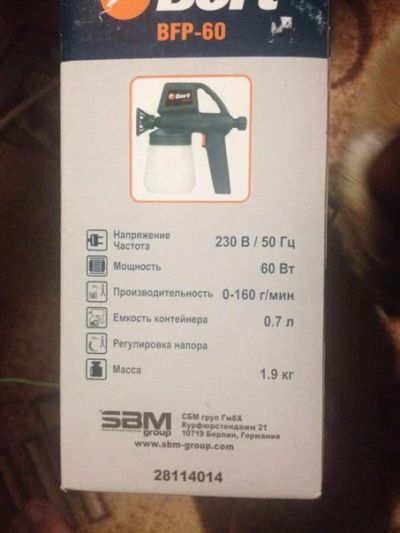 Bort
BFP-60
Bort
Напряжение
Частота
230 В / 50 Гц
Мощность
60 Вт
Производительность
0-160 г/мин
Емкость контейнера
0.7 л
Регулировка напора
Масса
1.9 кг
SBM
group
СБМ груп ГмбХ
Курфюрстондамм 21
10719 Берлин, Германия
www.sbm-group.com
28114014